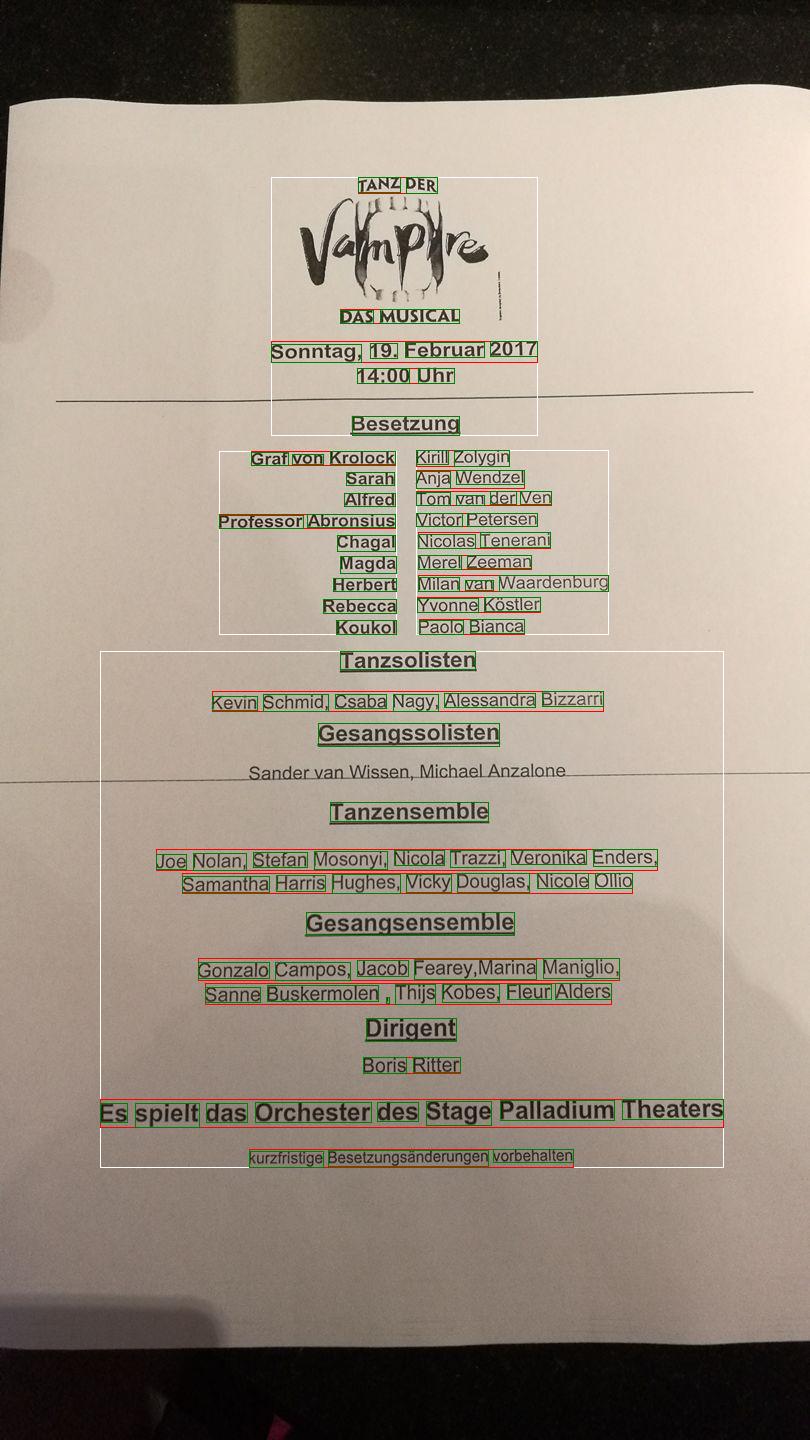 TANZ DER
Vampire
DAS MUSICAL
Sonntag, 19. Februar 2017
14:00 Uhr
Besetzung
Graf von Krolock Kirill Zolygin
Sarah Anja Wendzel
Alfred Tom van der Ven
Professor Abronsius Victor Petersen
Chagal Nicolas Tenerani
Magda Merel Zeeman
Herbert Milan van Waardenburg
Rebecca Yvonne Köstler
Koukol Paolo Bianca
Tanzsolisten
Kevin Schmid, Csaba Nagy, Alessandra Bizzarri
Gesangssolisten
Sander van Wissen, Michael Anzalone
Tanzensemble
Joe Nolan, Stefan Mosonyi, Nicola Trazzi, Veronika Enders,
Samantha Harris Hughes, Vicky Douglas, Nicole Ollio
Gesangsensemble
Gonzalo Campos, Jacob Fearey,Marina Maniglio,
Sanne Buskermolen , Thijs Kobes, Fleur Alders
Dirigent
Boris Ritter
Es spielt das Orchester des Stage Palladium Theaters
kurzfristige Besetzungsänderungen vorbehalten